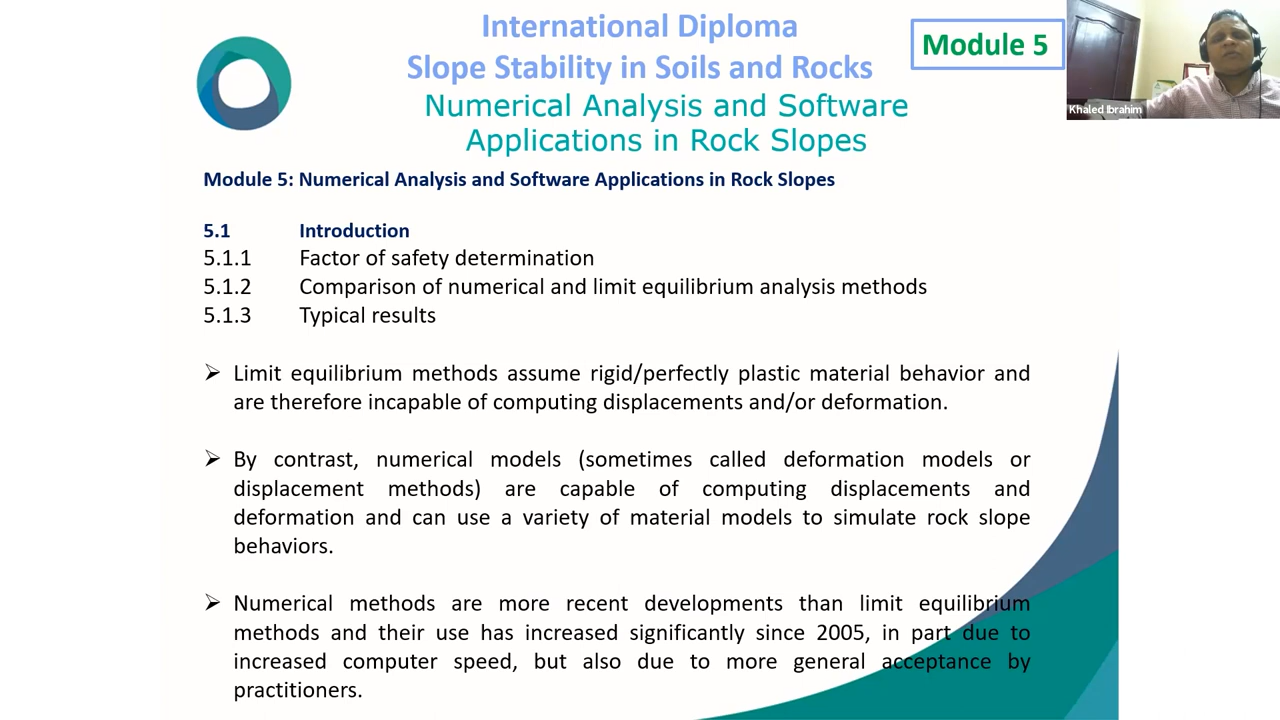 International Diploma
Slope Stability in Soils and Rocks
Module 5
Numerical Analysis and Software
Applications in Rock Slopes
Khaled Ibrahim
Module 5: Numerical Analysis and Software Applications in Rock Slopes
5.1 Introduction
5.1.1 Factor of safety determination
5.1.2 Comparison of numerical and limit equilibrium analysis methods
5.1.3 Typical results
➢ Limit equilibrium methods assume rigid/perfectly plastic material behavior and
are therefore incapable of computing displacements and/or deformation.
➢ By contrast, numerical models (sometimes called deformation models or
displacement methods) are capable of computing displacements and
deformation and can use a variety of material models to simulate rock slope
behaviors.
➢ Numerical methods are more recent developments than limit equilibrium
methods and their use has increased significantly since 2005, in part due to
increased computer speed, but also due to more general acceptance by
practitioners.